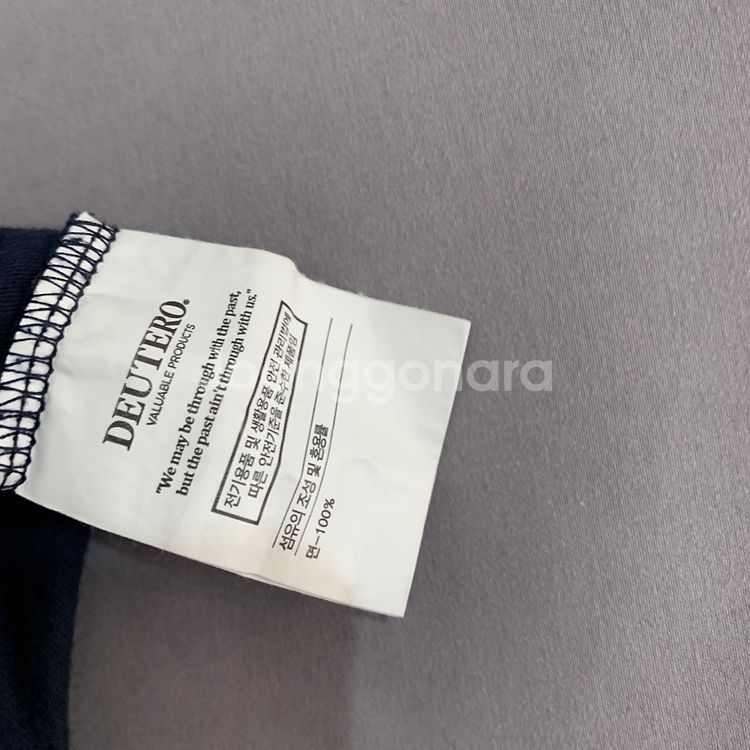 DEUTERO.
VALUABLE PRODUCTS
"We may be through with the past,
but the past ain't through with us."
전기용품 및 생활용품 안전 관리법에
따른 안전기준을 준수한 제품임
섬유의 조성 및 혼용률
면-100%
joonggonara